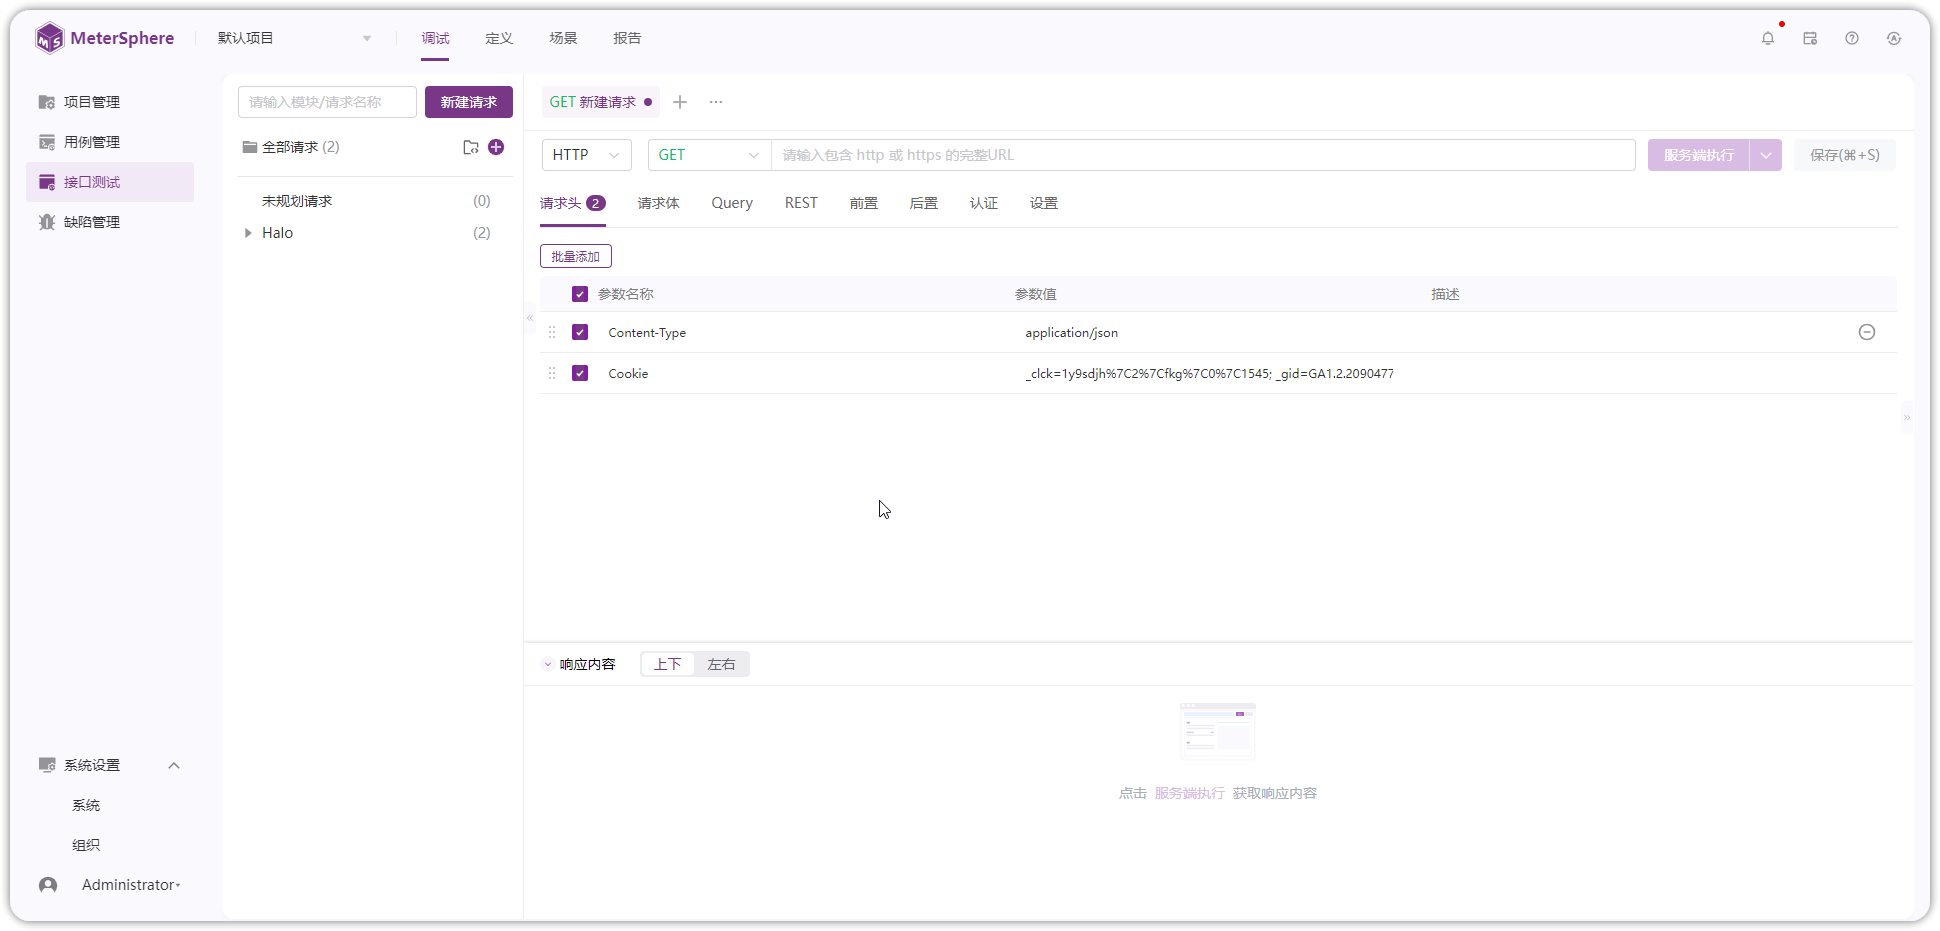 MeterSphere
默认项目
调试 定义 场景 报告
项目管理
用例管理
接口测试
缺陷管理
系统设置
系统
组织
Administrator
请输入模块/请求名称 新建请求
全部请求 (2)
未规划请求 (0)
Halo (2)
GET 新建请求
HTTP GET 请输入包含 http 或 https 的完整URL 服务端执行 保存(⌘+S)
请求头 2 请求体 Query REST 前置 后置 认证 设置
批量添加
参数名称 参数值 描述
Content-Type application/json
Cookie _clck=1y9sdjh%7C2%7Cfkg%7C0%7C1545; _gid=GA1.2.2090477
响应内容 上下 左右
点击 服务端执行 获取响应内容